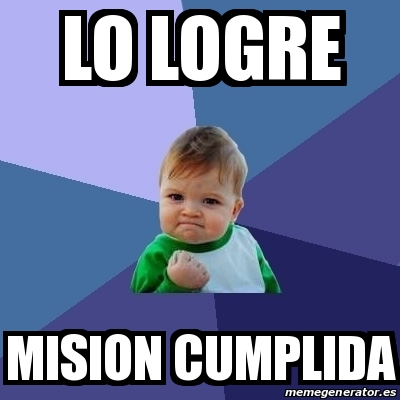 LO LOGRE
MISION CUMPLIDA
memegenerator.es